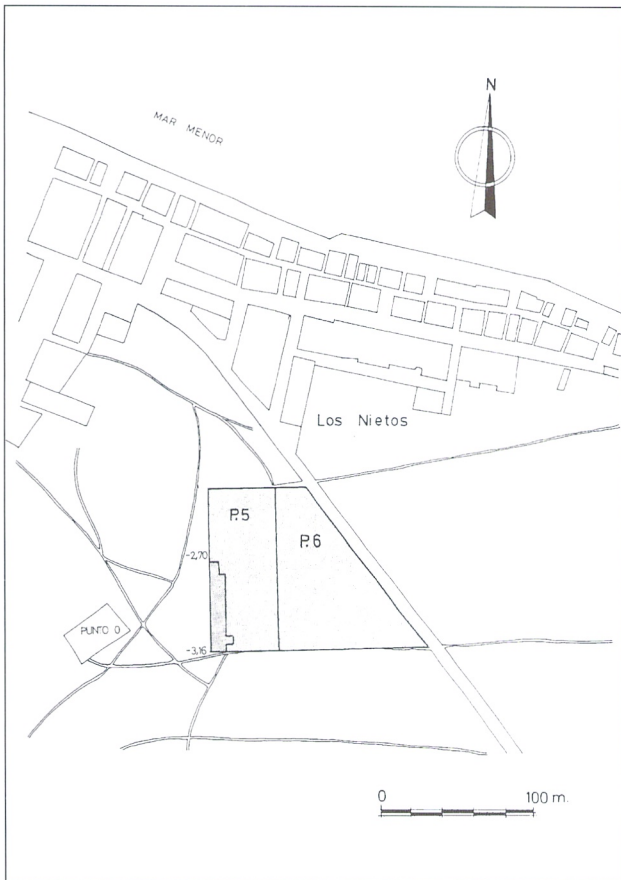 N
MAR MENOR
Los Nietos
P.5
P.6
-2,70
PUNTO 0
-3,16
0 100 m.